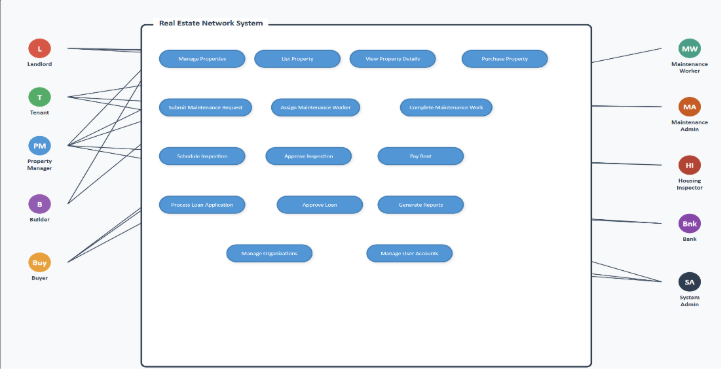 Real Estate Network System
L
Landlord
T
Tenant
PM
Property
Manager
B
Builder
Buy
Buyer
Manage Properties
List Property
View Property Details
Purchase Property
Submit Maintenance Request
Assign Maintenance Worker
Complete Maintenance Work
Schedule Inspection
Approve Inspection
Pay Rent
Process Loan Application
Approve Loan
Generate Reports
Manage Organizations
Manage User Accounts
MW
Maintenance
Worker
MA
Maintenance
Admin
HI
Housing
Inspector
Bnk
Bank
SA
System
Admin